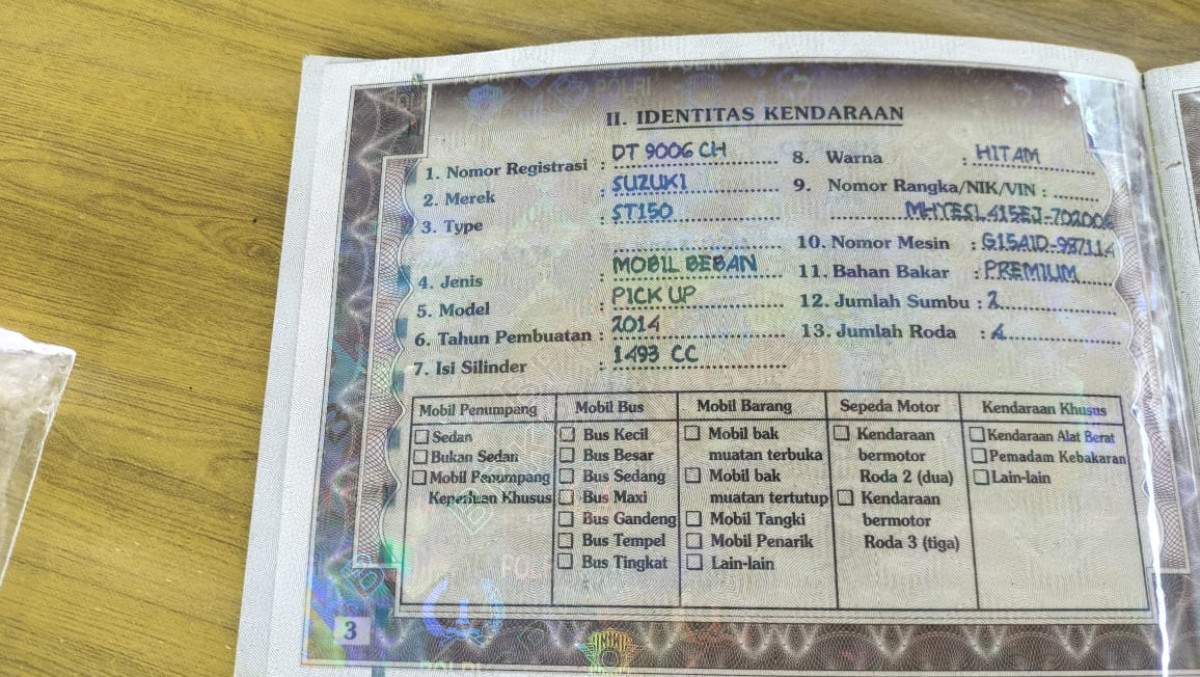 II. IDENTITAS KENDARAAN
1. Nomor Registrasi : DT 9006 CH
2. Merek : SUZUKI
3. Type : ST150
4. Jenis : MOBIL BEBAN
5. Model : PICK UP
6. Tahun Pembuatan : 2014
7. Isi Silinder : 1493 CC
8. Warna : HITAM
9. Nomor Rangka/NIK/VIN :
MHYESL415EJ-702006
10. Nomor Mesin : G15AID-987114
11. Bahan Bakar : PREMIUM
12. Jumlah Sumbu : 2
13. Jumlah Roda : 4
Mobil Penumpang
Sedan
Bukan Sedan
Mobil Penumpang
Keperluan Khusus
Mobil Bus
Bus Kecil
Bus Besar
Bus Sedang
Bus Maxi
Bus Gandeng
Bus Tempel
Bus Tingkat
Mobil Barang
Mobil bak
muatan terbuka
Mobil bak
muatan tertutup
Mobil Tangki
Mobil Penarik
Lain-lain
Sepeda Motor
Kendaraan
bermotor
Roda 2 (dua)
Kendaraan
bermotor
Roda 3 (tiga)
Kendaraan Khusus
Kendaraan Alat Berat
Pemadam Kebakaran
Lain-lain
3
POLRI